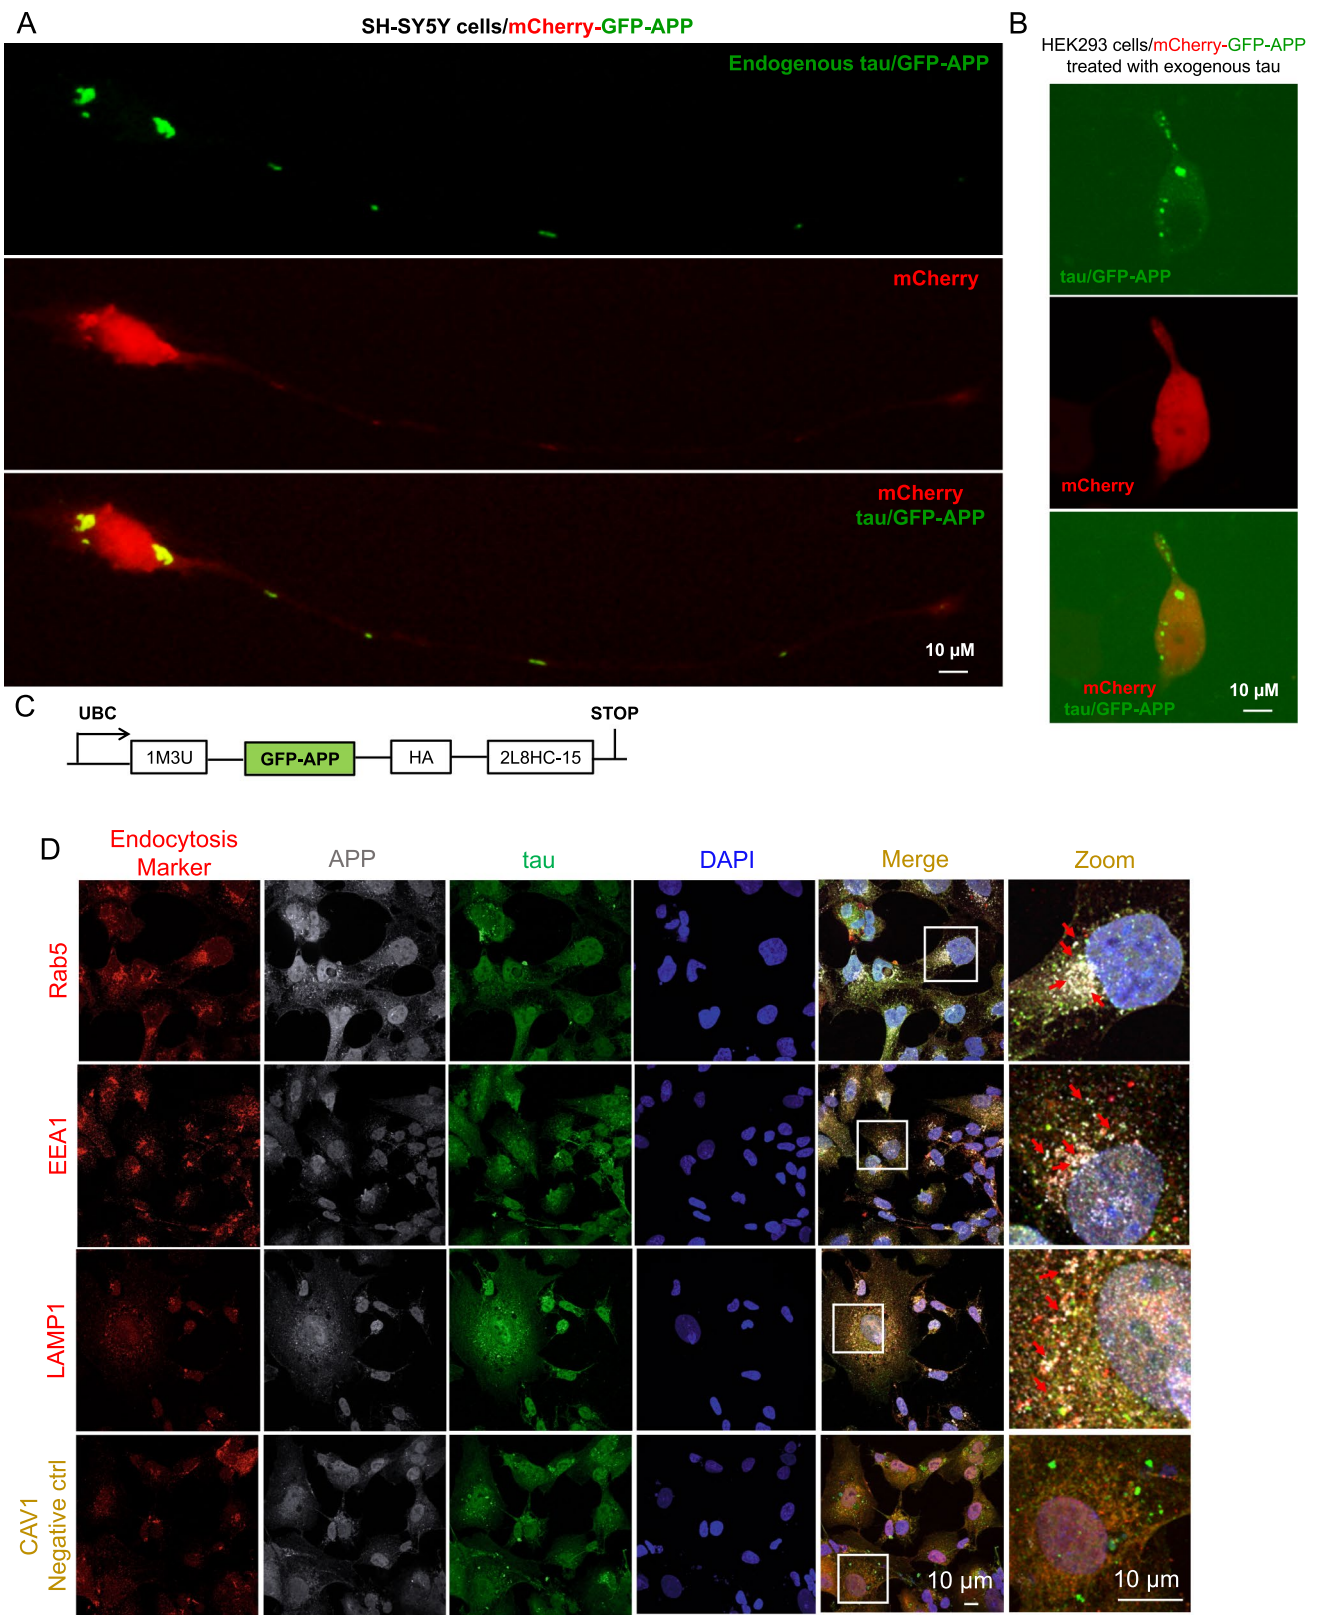 A
SH-SY5Y cells/mCherry-GFP-APP
Endogenous tau/GFP-APP
mCherry
mCherry
tau/GFP-APP
10 µM
B
HEK293 cells/mCherry-GFP-APP
treated with exogenous tau
tau/GFP-APP
mCherry
mCherry
tau/GFP-APP
10 µM
C
UBC
STOP
1M3U
GFP-APP
HA
2L8HC-15
D
Endocytosis
Marker
APP
tau
DAPI
Merge
Zoom
Rab5
EEA1
LAMP1
CAV1
Negative ctrl
10 µm
10 µm